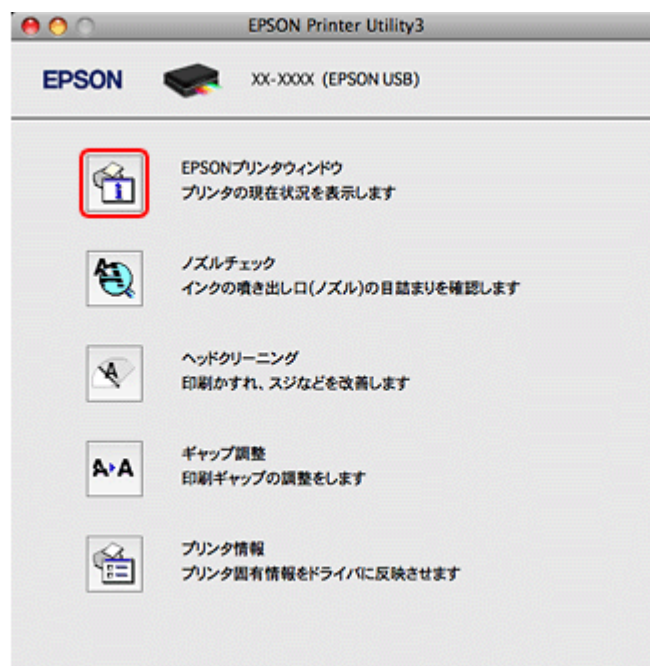 EPSON Printer Utility3
EPSON XX-XXXX (EPSON USB)
EPSONプリンタウィンドウ
プリンタの現在状況を表示します
ノズルチェック
インクの噴き出し口(ノズル)の目詰まりを確認します
ヘッドクリーニング
印刷かすれ、スジなどを改善します
ギャップ調整
印刷ギャップの調整をします
プリンタ情報
プリンタ固有情報をドライバに反映させます